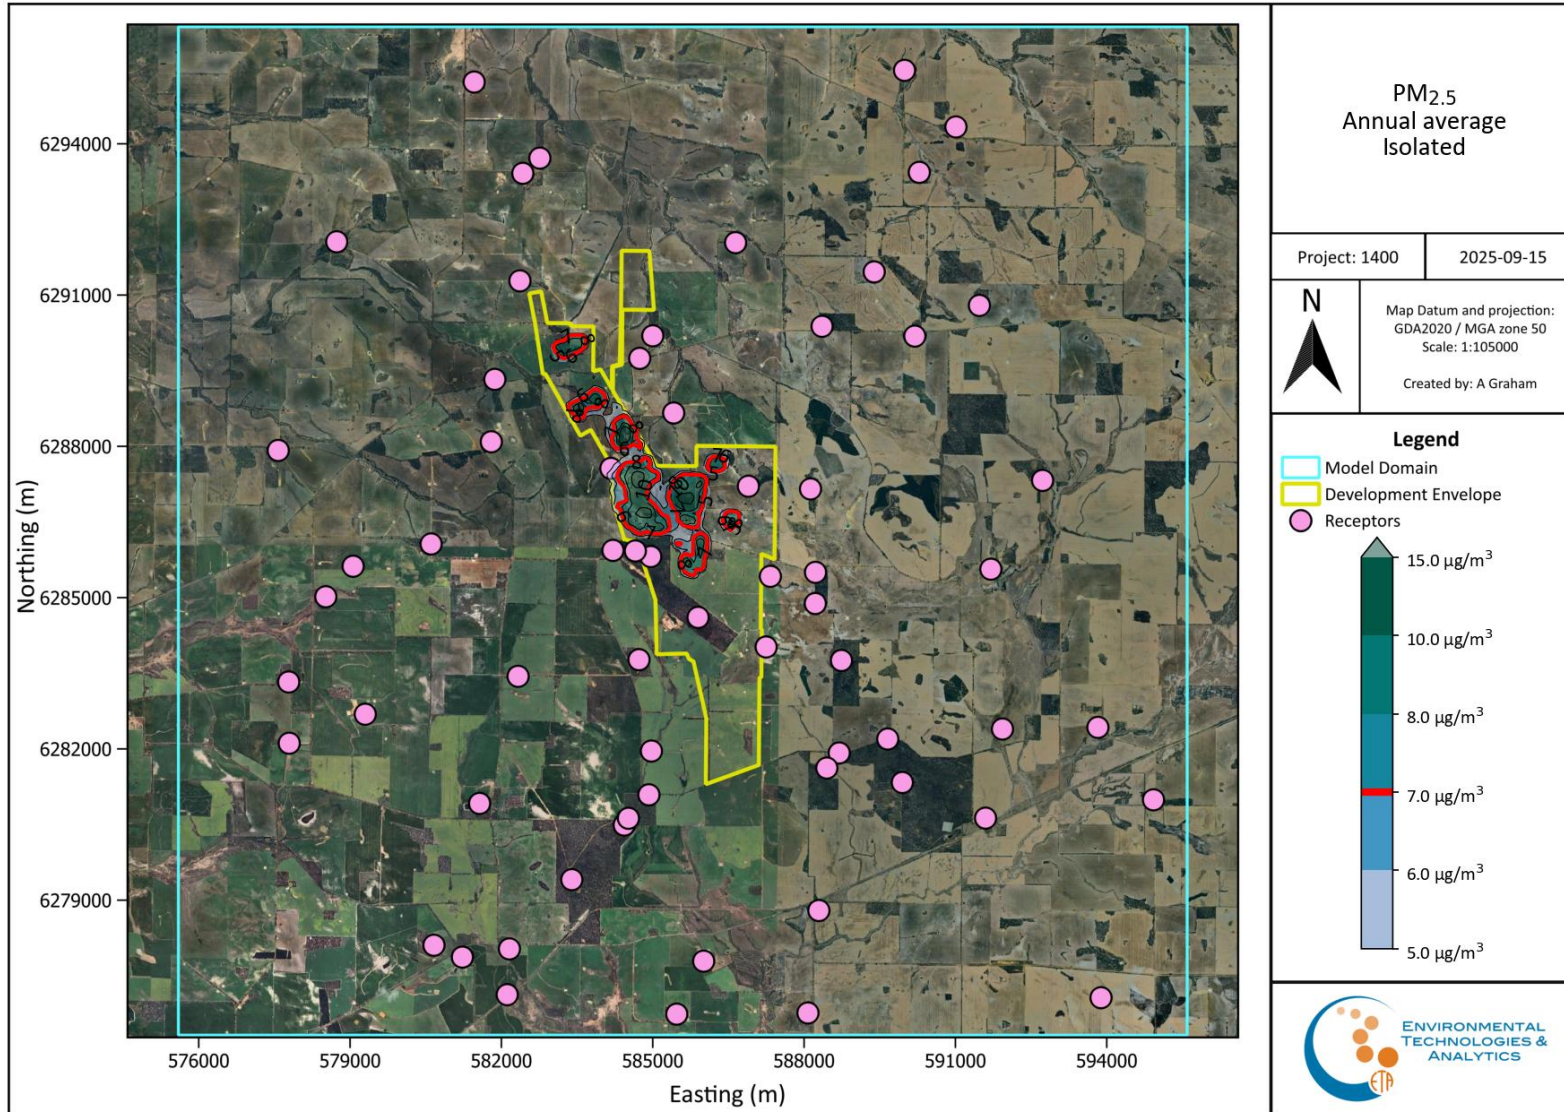 PM2.5
Annual average
Isolated
Project: 1400
2025-09-15
N
Map Datum and projection:
GDA2020 / MGA zone 50
Scale: 1:105000
Created by: A Graham
Legend
Model Domain
Development Envelope
Receptors
15.0 µg/m³
10.0 µg/m³
8.0 µg/m³
7.0 µg/m³
6.0 µg/m³
5.0 µg/m³
ENVIRONMENTAL
TECHNOLOGIES &
ANALYTICS
ETA
Northing (m)
6294000
6291000
6288000
6285000
6282000
6279000
576000
579000
582000
585000
588000
591000
594000
Easting (m)